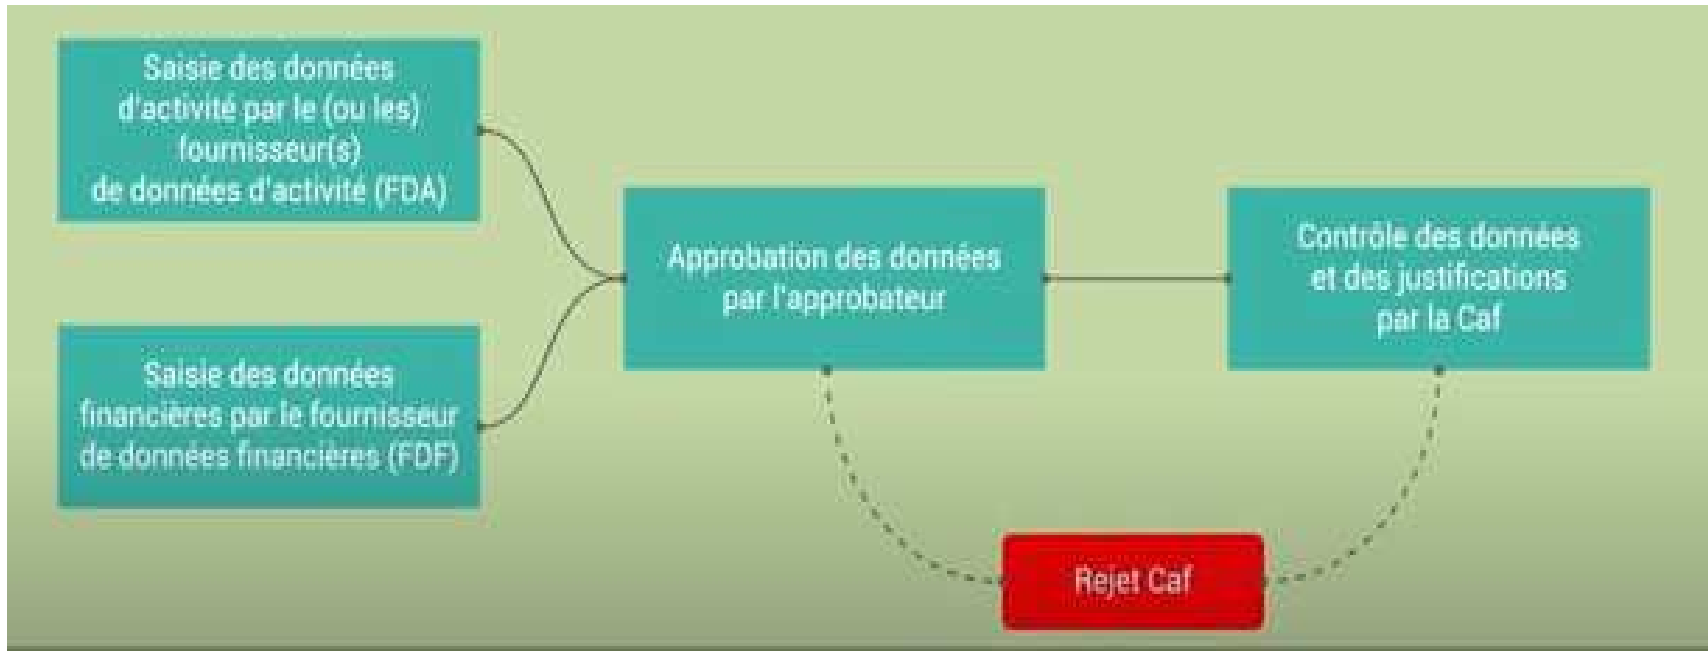 Saisie des données
d'activité par le (ou les)
fournisseur(s)
de données d'activité (FDA)
Saisie des données
financières par le fournisseur
de données financières (FDF)
Approbation des données
par l'approbateur
Contrôle des données
et des justifications
par la Caf
Rejet Caf